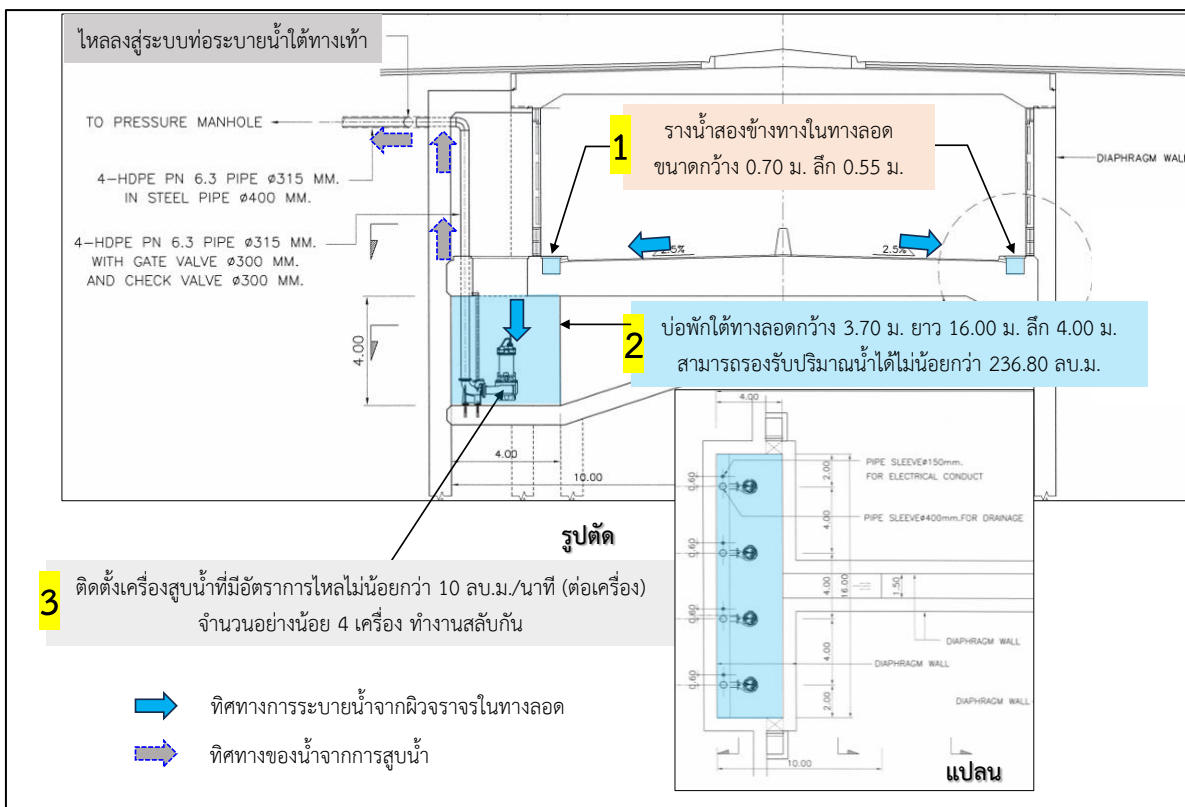 ไหลลงสู่ระบบท่อระบายน้ำใต้ทางเท้า
TO PRESSURE MANHOLE
4-HDPE PN 6.3 PIPE ø315 MM.
IN STEEL PIPE ø400 MM.
4-HDPE PN 6.3 PIPE ø315 MM.
WITH GATE VALVE ø300 MM.
AND CHECK VALVE ø300 MM.
1
รางน้ำสองข้างทางในทางลอด
ขนาดกว้าง 0.70 ม. ลึก 0.55 ม.
DIAPHRAGM WALL
2.5%
2.5%
2
บ่อพักใต้ทางลอดกว้าง 3.70 ม. ยาว 16.00 ม. ลึก 4.00 ม.
สามารถรองรับปริมาณน้ำได้ไม่น้อยกว่า 236.80 ลบ.ม.
4.00
4.00
10.00
รูปตัด
3
ติดตั้งเครื่องสูบน้ำที่มีอัตราการไหลไม่น้อยกว่า 10 ลบ.ม./นาที (ต่อเครื่อง)
จำนวนอย่างน้อย 4 เครื่อง ทำงานสลับกัน
ทิศทางการระบายน้ำจากผิวจราจรในทางลอด
ทิศทางของน้ำจากการสูบน้ำ
4.00
PIPE SLEEVEø150mm.
FOR ELECTRICAL CONDUCT
PIPE SLEEVEø400mm.FOR DRAINAGE
0.60
0.60
0.60
0.60
2.00
4.00
4.00
4.00
2.00
16.00
1.50
DIAPHRAGM WALL
DIAPHRAGM WALL
DIAPHRAGM WALL
10.00
แปลน